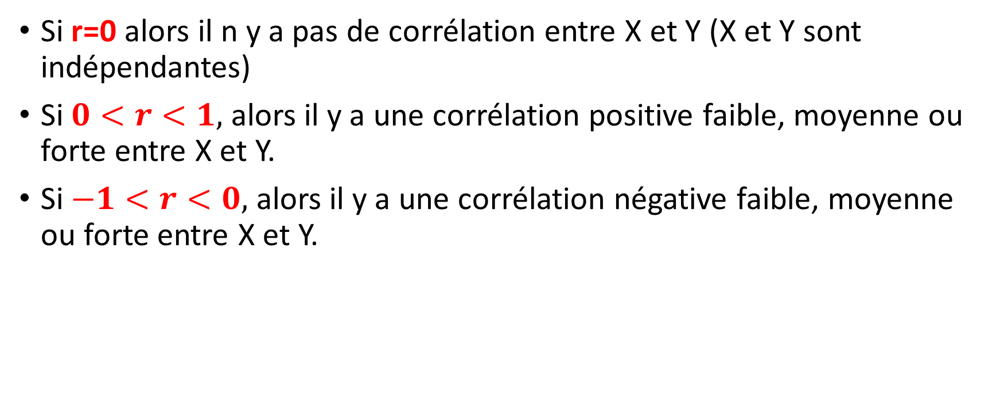 • Si r=0 alors il n y a pas de corrélation entre X et Y (X et Y sont
indépendantes)
• Si 0 < r < 1, alors il y a une corrélation positive faible, moyenne ou
forte entre X et Y.
• Si −1 < r < 0, alors il y a une corrélation négative faible, moyenne
ou forte entre X et Y.